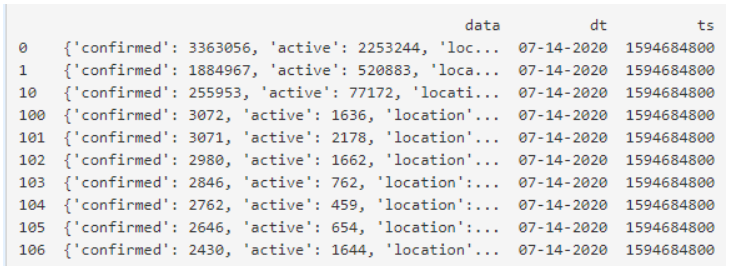 data dt ts
0 {'confirmed': 3363056, 'active': 2253244, 'loc... 07-14-2020 1594684800
1 {'confirmed': 1884967, 'active': 520883, 'loca... 07-14-2020 1594684800
10 {'confirmed': 255953, 'active': 77172, 'locati... 07-14-2020 1594684800
100 {'confirmed': 3072, 'active': 1636, 'location'... 07-14-2020 1594684800
101 {'confirmed': 3071, 'active': 2178, 'location'... 07-14-2020 1594684800
102 {'confirmed': 2980, 'active': 1662, 'location'... 07-14-2020 1594684800
103 {'confirmed': 2846, 'active': 762, 'location':... 07-14-2020 1594684800
104 {'confirmed': 2762, 'active': 459, 'location':... 07-14-2020 1594684800
105 {'confirmed': 2646, 'active': 654, 'location':... 07-14-2020 1594684800
106 {'confirmed': 2430, 'active': 1644, 'location'... 07-14-2020 1594684800